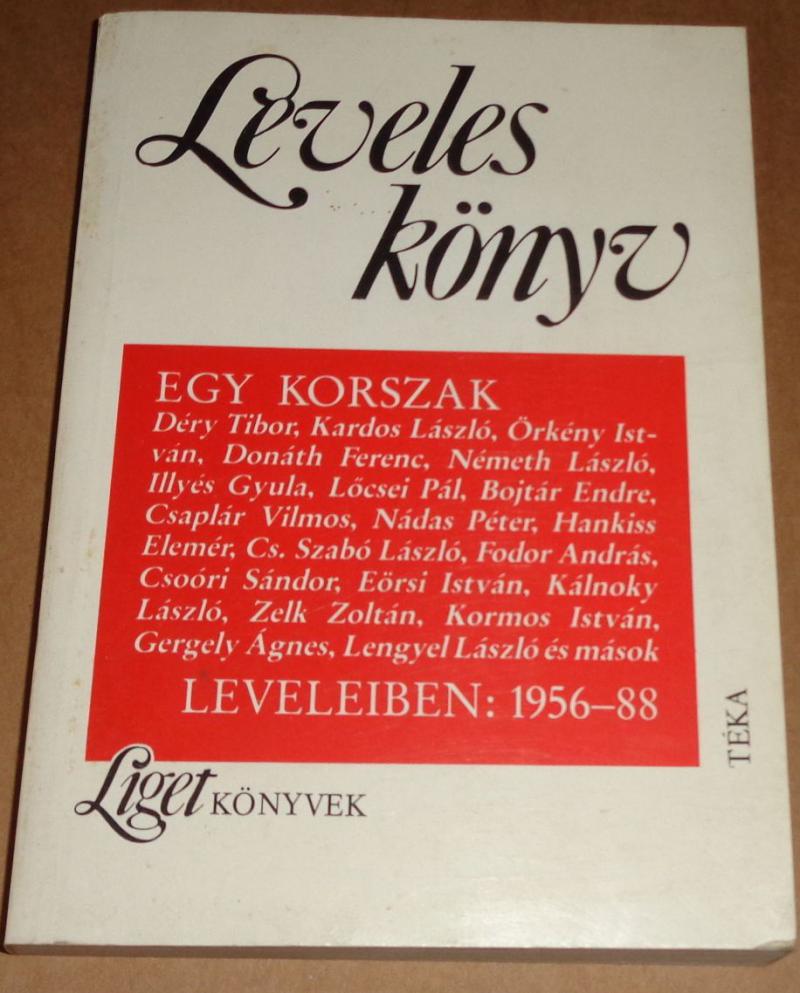 Leveles
könyv
EGY KORSZAK
Déry Tibor, Kardos László, Örkény Ist-
ván, Donáth Ferenc, Németh László,
Illyés Gyula, Lőcsei Pál, Bojtár Endre,
Csaplár Vilmos, Nádas Péter, Hankiss
Elemér, Cs. Szabó László, Fodor András,
Csoóri Sándor, Eörsi István, Kálnoky
László, Zelk Zoltán, Kormos István,
Gergely Ágnes, Lengyel László és mások
LEVELEIBEN: 1956–88
TÉKA
Liget KÖNYVEK